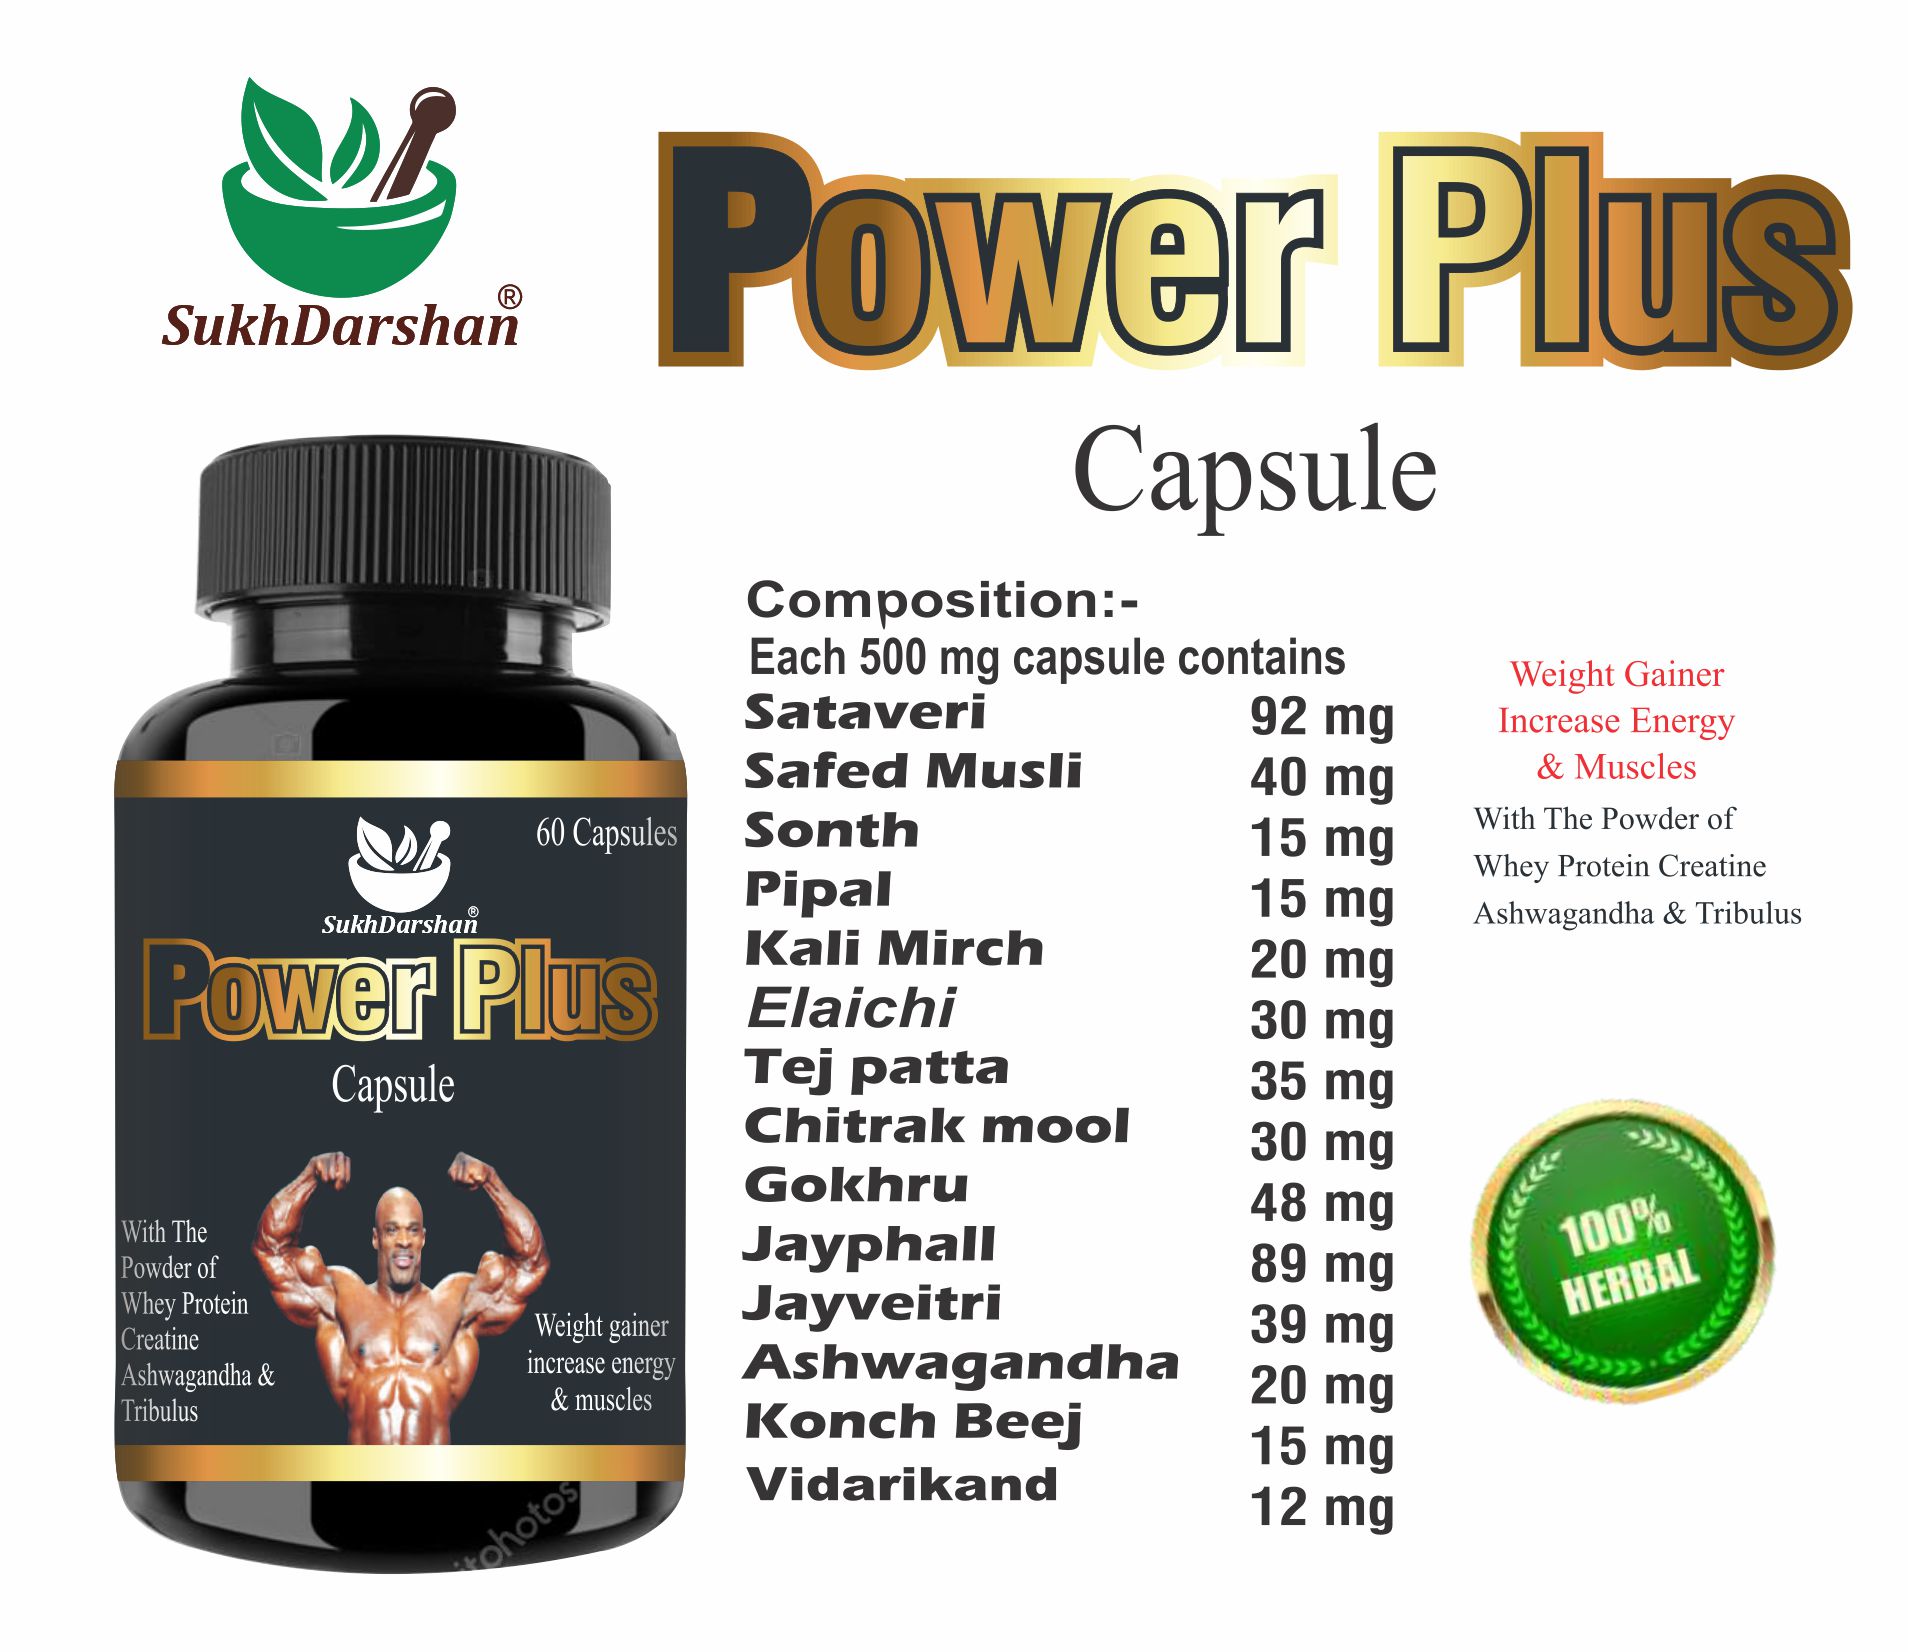 SukhDarshan®
Power Plus
Capsule
Composition:-
Each 500 mg capsule contains
Sataveri 92 mg
Safed Musli 40 mg
Sonth 15 mg
Pipal 15 mg
Kali Mirch 20 mg
Elaichi 30 mg
Tej patta 35 mg
Chitrak mool 30 mg
Gokhru 48 mg
Jayphall 89 mg
Jayveitri 39 mg
Ashwagandha 20 mg
Konch Beej 15 mg
Vidarikand 12 mg
Weight Gainer
Increase Energy
& Muscles
With The Powder of
Whey Protein Creatine
Ashwagandha & Tribulus
100%
HERBAL
60 Capsules
SukhDarshan®
Power Plus
Capsule
With The
Powder of
Whey Protein
Creatine
Ashwagandha &
Tribulus
Weight gainer
increase energy
& muscles
itphotos